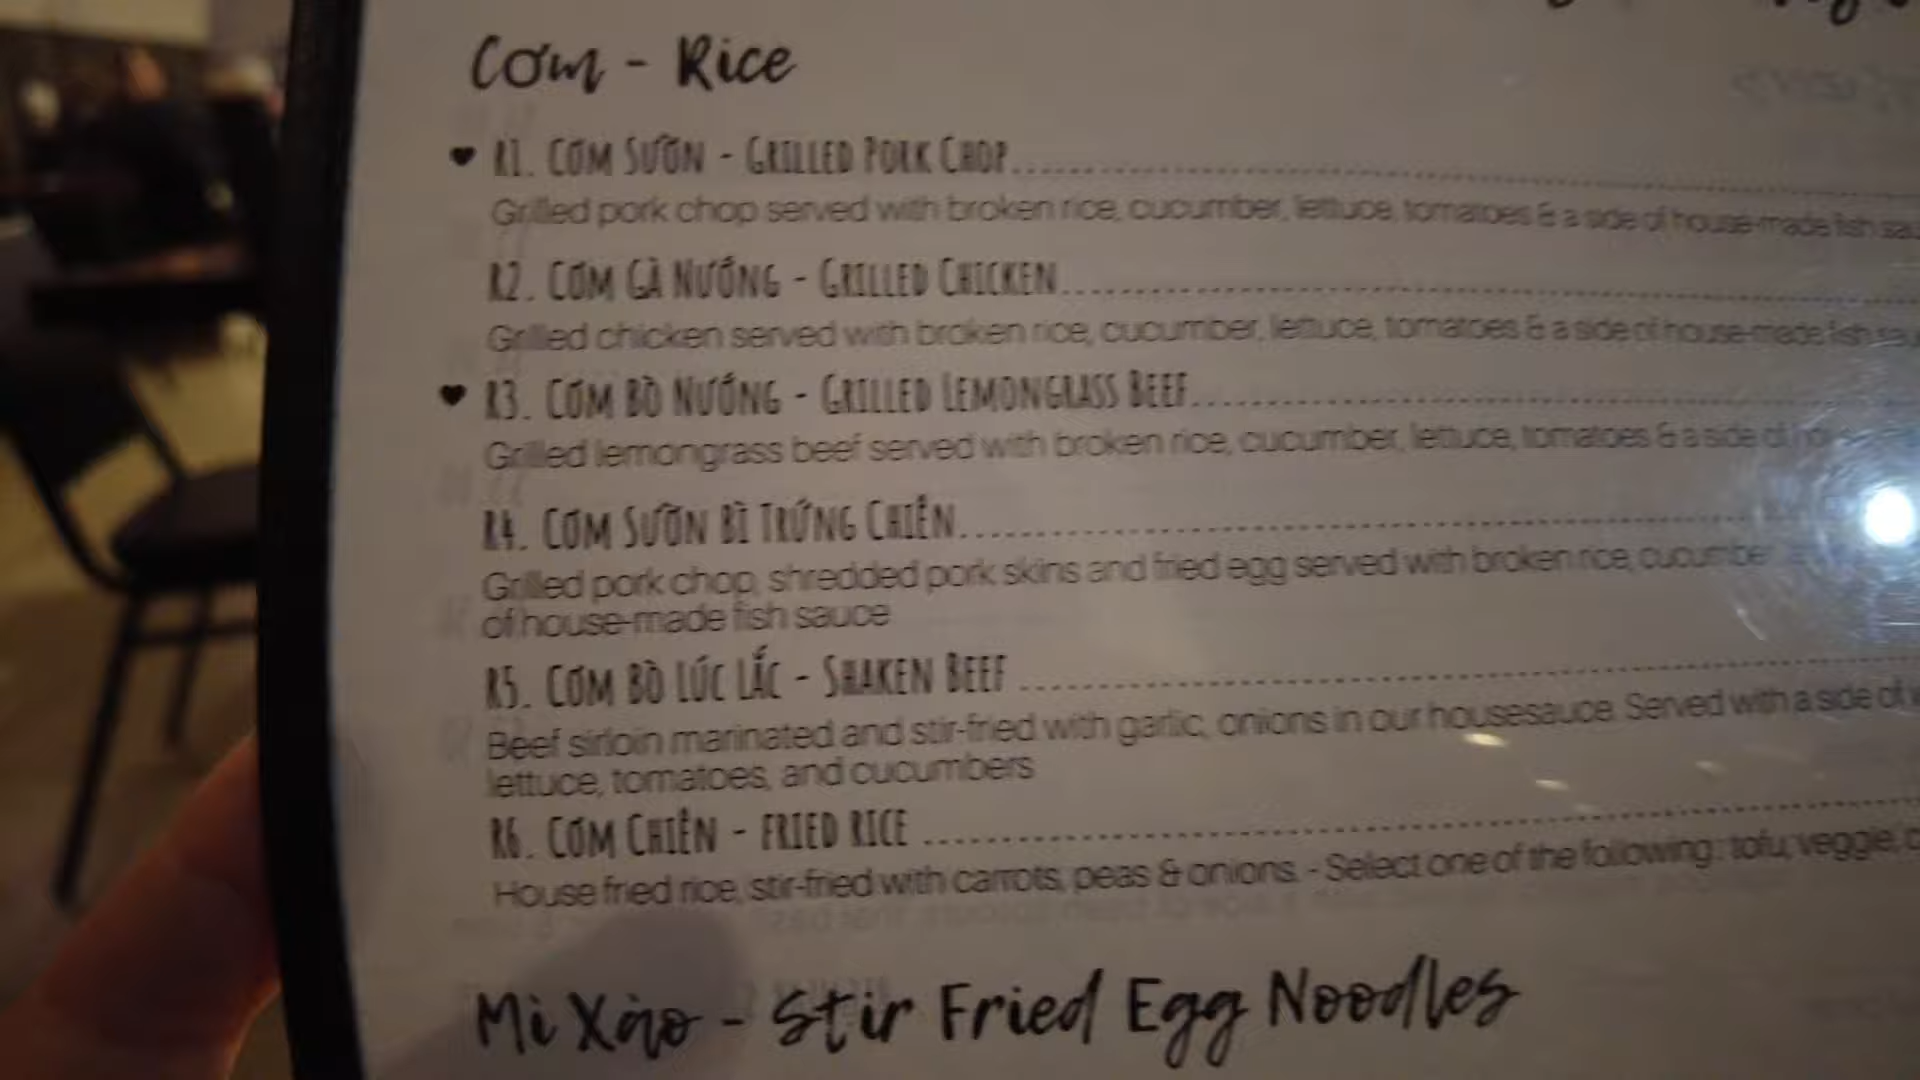 Cơm - Rice
♥ R1. Cơm Sườn - Grilled Pork Chop
Grilled pork chop served with broken rice, cucumber, lettuce, tomatoes & a side of house-made fish
R2. Cơm Gà Nướng - Grilled Chicken
Grilled chicken served with broken rice, cucumber, lettuce, tomatoes & a side of house-made fish
♥ R3. Cơm Bò Nướng - Grilled Lemongrass Beef
Grilled lemongrass beef served with broken rice, cucumber, lettuce, tomatoes & a side of
R4. Cơm Sườn Bì Trứng Chiên
Grilled pork chop, shredded pork skins and fried egg served with broken rice,
of house-made fish sauce
R5. Cơm Bò Lúc Lắc - Shaken Beef
Beef sirloin marinated and stir-fried with garlic, onions in our housesauce. Served with a side of
lettuce, tomatoes, and cucumbers
R6. Cơm Chiên - Fried Rice
House fried rice, stir-fried with carrots, peas & onions. - Select one of the following: tofu, veggie,
Mì Xào - Stir Fried Egg Noodles